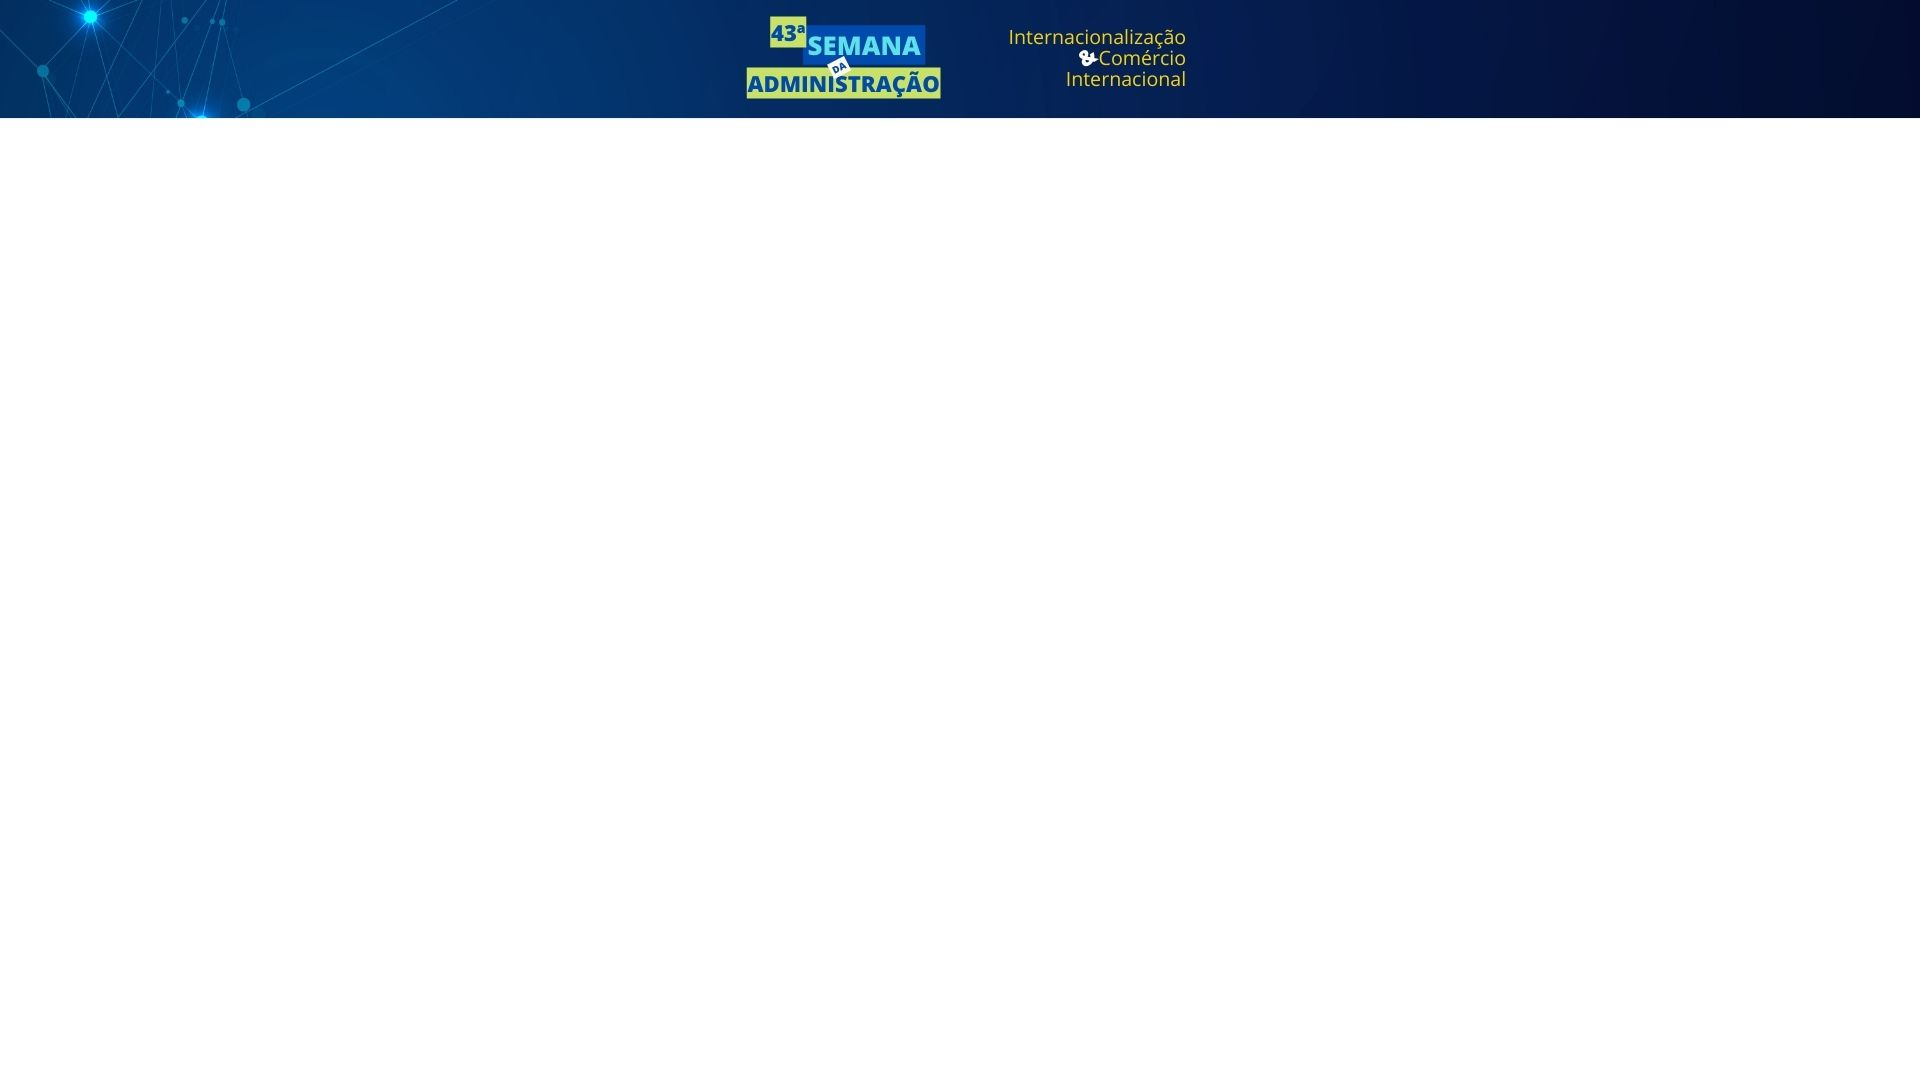 43ª
SEMANA
DA
ADMINISTRAÇÃO
Internacionalização
&Comércio
Internacional